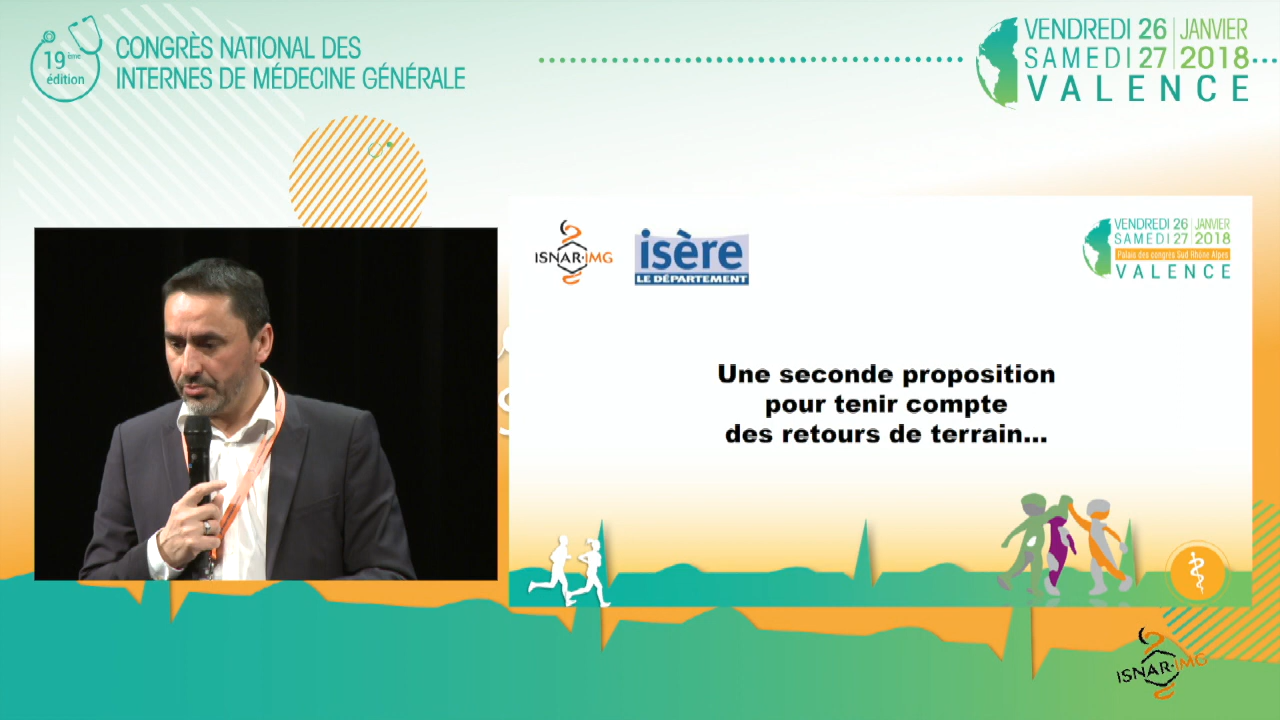 19ème
édition
CONGRÈS NATIONAL DES
INTERNES DE MÉDECINE GÉNÉRALE
VENDREDI 26 JANVIER
SAMEDI 27 2018
VALENCE
ISNAR-IMG
isère
LE DÉPARTEMENT
VENDREDI 26 JANVIER
SAMEDI 27 2018
Palais des congrès Sud Rhône Alpes
VALENCE
Une seconde proposition
pour tenir compte
des retours de terrain...
ISNAR-IMG